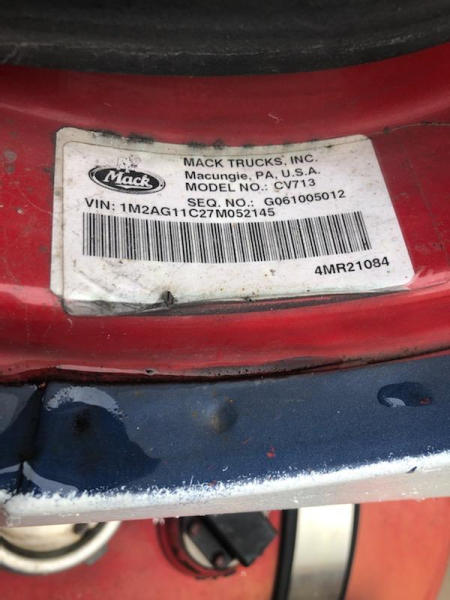 Mack
MACK TRUCKS, INC.
Macungie, PA, U.S.A.
MODEL NO.: CV713
SEQ. NO.: G061005012
VIN: 1M2AG11C27M052145
4MR21084